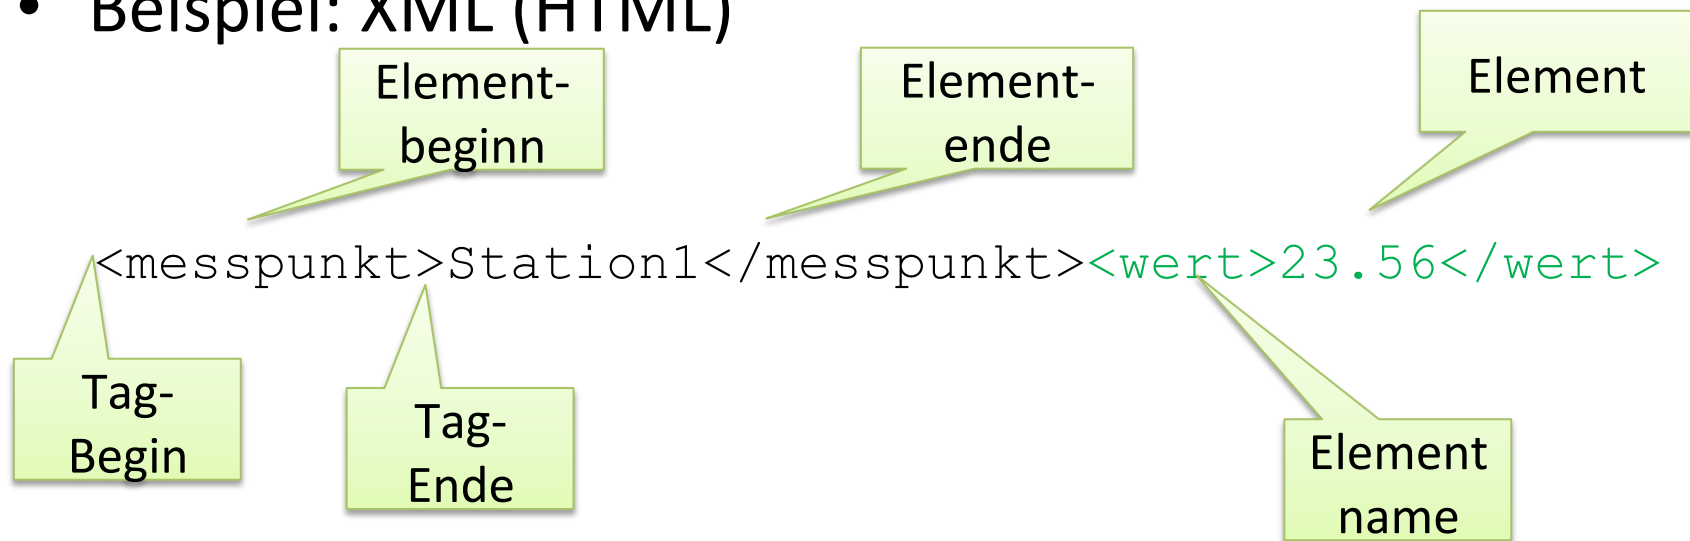 • Beispiel: XML (HTML)
Element-
beginn
Element-
ende
Element
<messpunkt>Station1</messpunkt><wert>23.56</wert>
Tag-
Begin
Tag-
Ende
Element
name